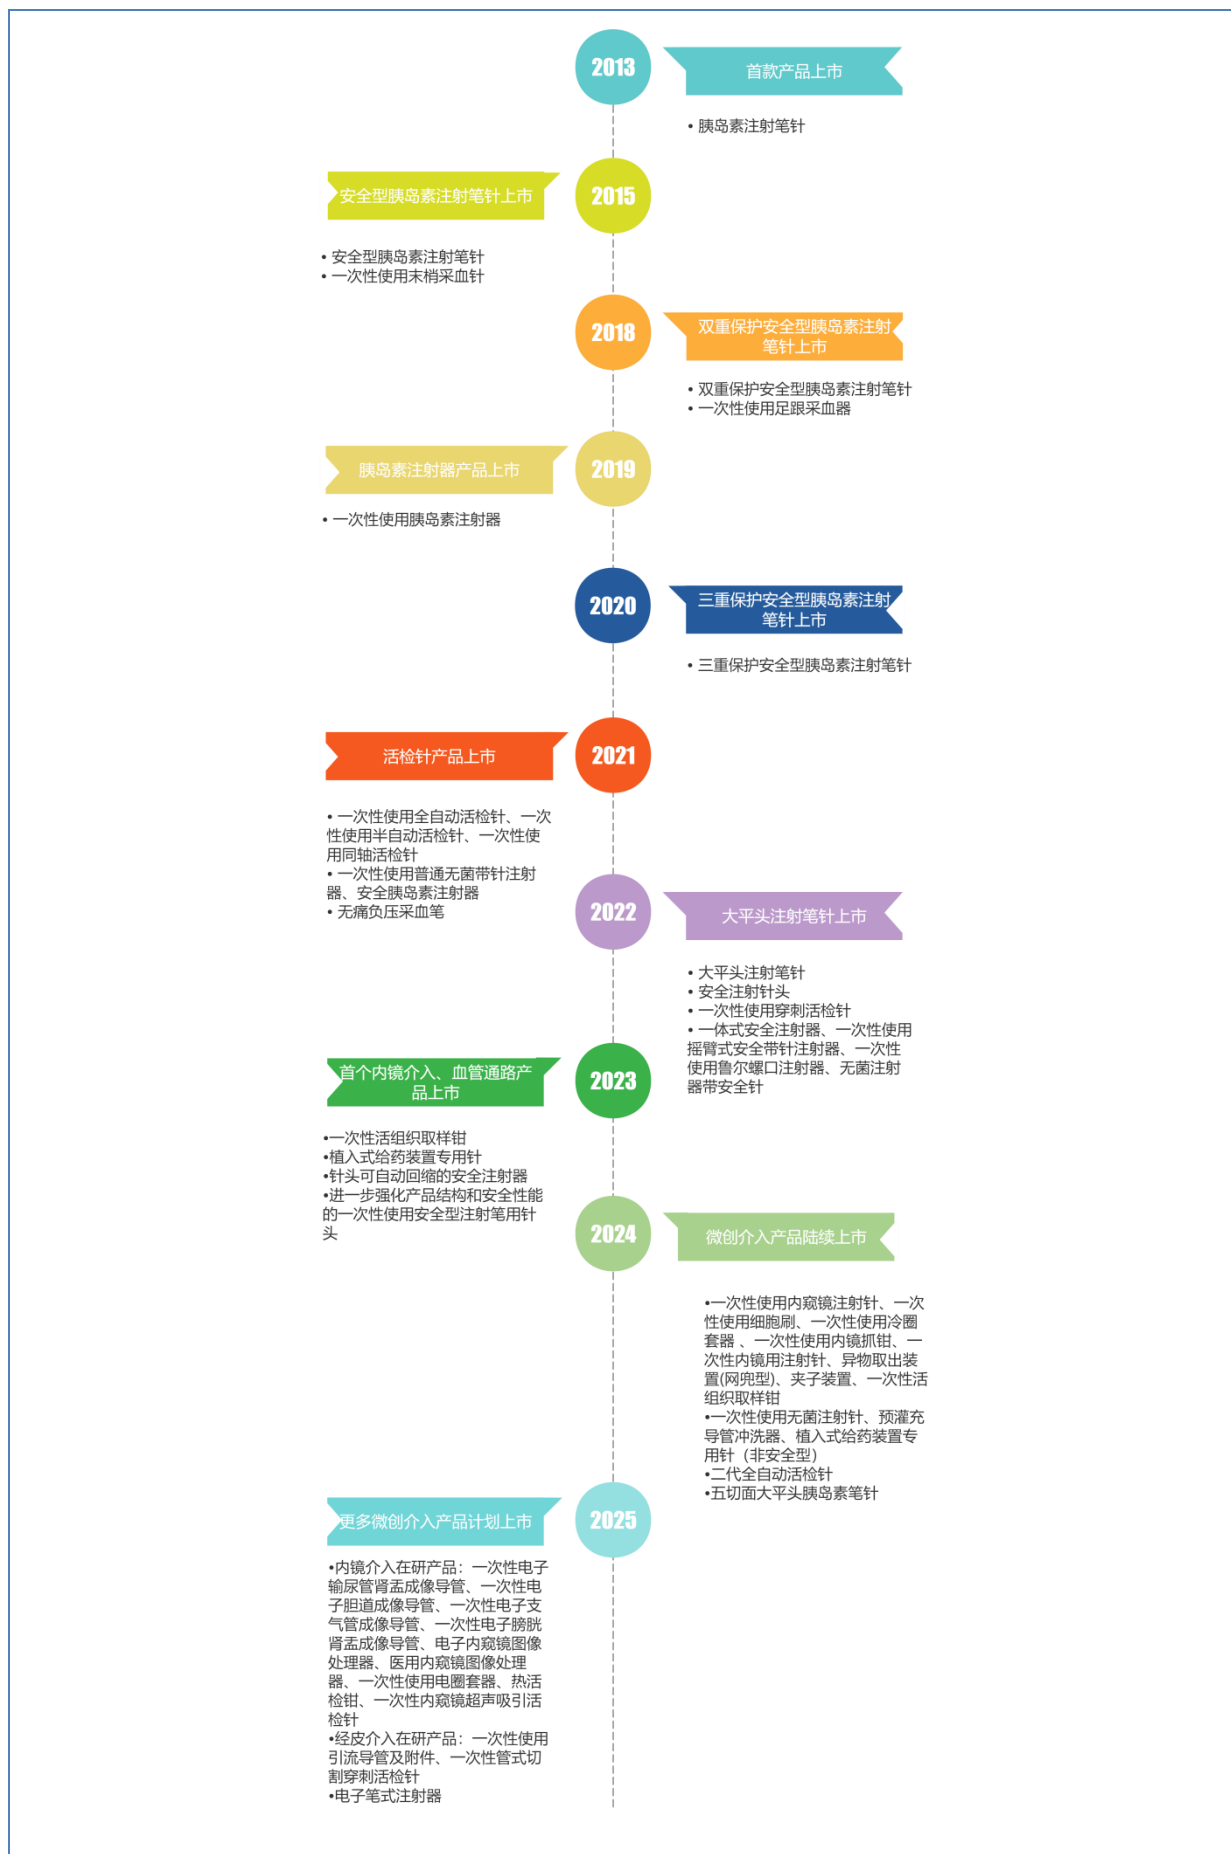 2013
首款产品上市
• 胰岛素注射笔针
安全型胰岛素注射笔针上市
2015
• 安全型胰岛素注射笔针
• 一次性使用末梢采血针
2018
双重保护安全型胰岛素注射
笔针上市
• 双重保护安全型胰岛素注射笔针
• 一次性使用足跟采血器
胰岛素注射器产品上市
2019
• 一次性使用胰岛素注射器
2020
三重保护安全型胰岛素注射
笔针上市
• 三重保护安全型胰岛素注射笔针
活检针产品上市
2021
• 一次性使用全自动活检针、一次
性使用半自动活检针、一次性使
用同轴活检针
• 一次性使用普通无菌带针注射
器、安全胰岛素注射器
• 无痛负压采血笔
2022
大平头注射笔针上市
• 大平头注射笔针
• 安全注射针头
• 一次性使用穿刺活检针
• 一体式安全注射器、一次性使用
摇臂式安全带针注射器、一次性
使用鲁尔螺口注射器、无菌注射
器带安全针
首个内镜介入、血管通路产
品上市
2023
•一次性活组织取样钳
•植入式给药装置专用针
•针头可自动回缩的安全注射器
•进一步强化产品结构和安全性能
的一次性使用安全型注射笔用针
头
2024
微创介入产品陆续上市
•一次性使用内窥镜注射针、一次
性使用细胞刷、一次性使用冷圈
套器 、一次性使用内镜抓钳、一
次性内镜用注射针、异物取出装
置(网兜型)、夹子装置、一次性活
组织取样钳
•一次性使用无菌注射针、预灌充
导管冲洗器、植入式给药装置专
用针（非安全型）
•二代全自动活检针
•五切面大平头胰岛素笔针
更多微创介入产品计划上市
2025
•内镜介入在研产品：一次性电子
输尿管肾盂成像导管、一次性电
子胆道成像导管、一次性电子支
气管成像导管、一次性电子膀胱
肾盂成像导管、电子内窥镜图像
处理器、医用内窥镜图像处理
器、一次性使用电圈套器、热活
检钳、一次性内窥镜超声吸引活
检针
•经皮介入在研产品：一次性使用
引流导管及附件、一次性管式切
割穿刺活检针
•电子笔式注射器